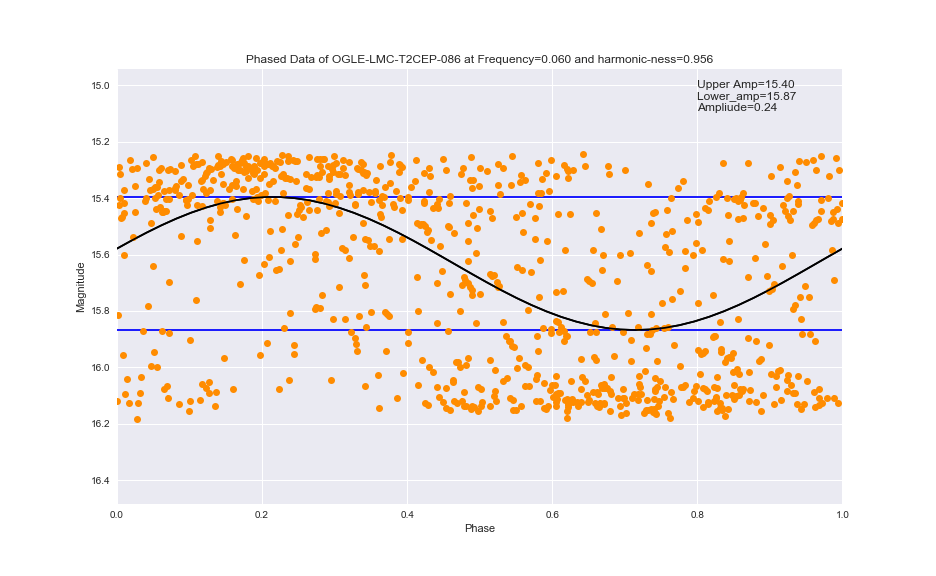 Phased Data of OGLE-LMC-T2CEP-086 at Frequency=0.060 and harmonic-ness=0.956
Upper Amp=15.40
Lower_amp=15.87
Ampliude=0.24
15.0
15.2
15.4
15.6
15.8
16.0
16.2
16.4
Magnitude
0.0
0.2
0.4
0.6
0.8
1.0
Phase